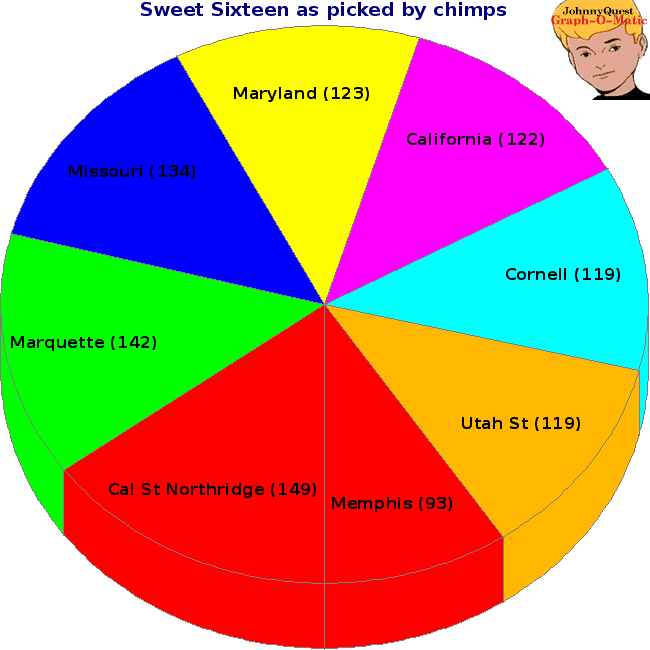 Sweet Sixteen as picked by chimps
JohnnyQuest
Graph-O-Matic
Maryland (123)
California (122)
Missouri (134)
Cornell (119)
Marquette (142)
Utah St (119)
Cal St Northridge (149)
Memphis (93)